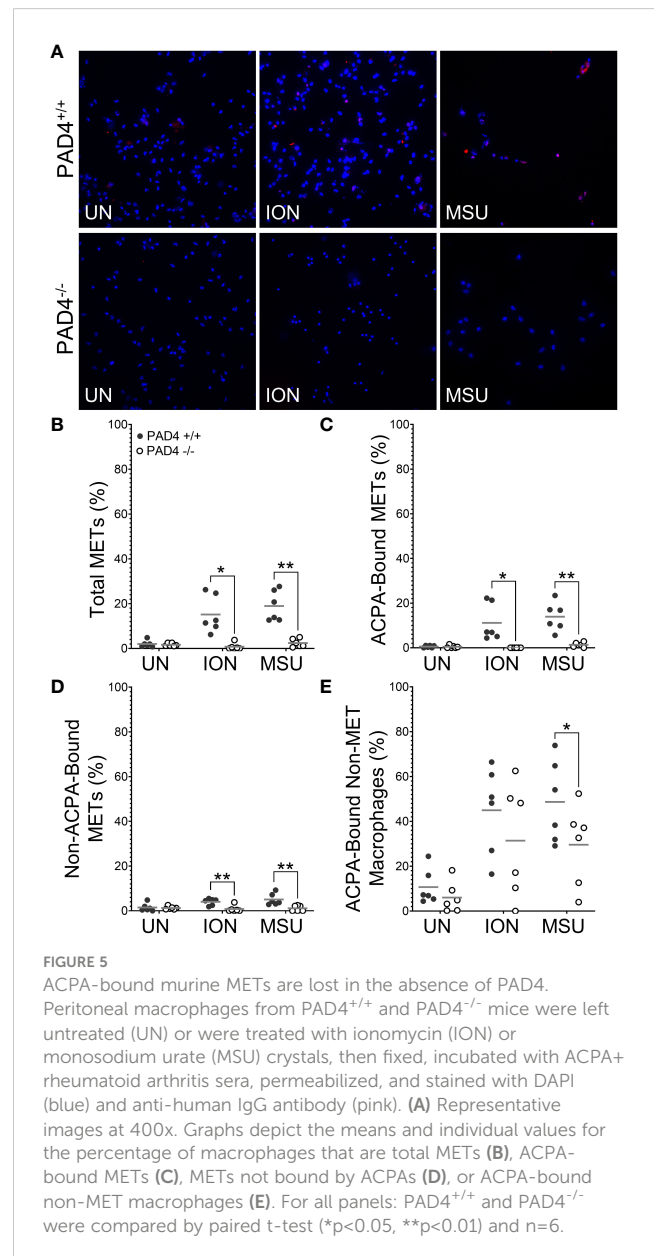 A
PAD4+/+
UN
ION
MSU
PAD4-/-
UN
ION
MSU
B
100
80
60
40
20
0
Total METs (%)
PAD4 +/+
PAD4 -/-
*
**
UN
ION
MSU
C
100
80
60
40
20
0
ACPA-Bound METs (%)
*
**
UN
ION
MSU
D
100
80
60
40
20
0
Non-ACPA-Bound
METs (%)
**
**
UN
ION
MSU
E
100
80
60
40
20
0
ACPA-Bound Non-MET
Macrophages (%)
*
UN
ION
MSU
FIGURE 5
ACPA-bound murine METs are lost in the absence of PAD4.
Peritoneal macrophages from PAD4+/+ and PAD4-/- mice were left
untreated (UN) or were treated with ionomycin (ION) or
monosodium urate (MSU) crystals, then fixed, incubated with ACPA+
rheumatoid arthritis sera, permeabilized, and stained with DAPI
(blue) and anti-human IgG antibody (pink). (A) Representative
images at 400x. Graphs depict the means and individual values for
the percentage of macrophages that are total METs (B), ACPA-
bound METs (C), METs not bound by ACPAs (D), or ACPA-bound
non-MET macrophages (E). For all panels: PAD4+/+ and PAD4-/-
were compared by paired t-test (*p<0.05, **p<0.01) and n=6.